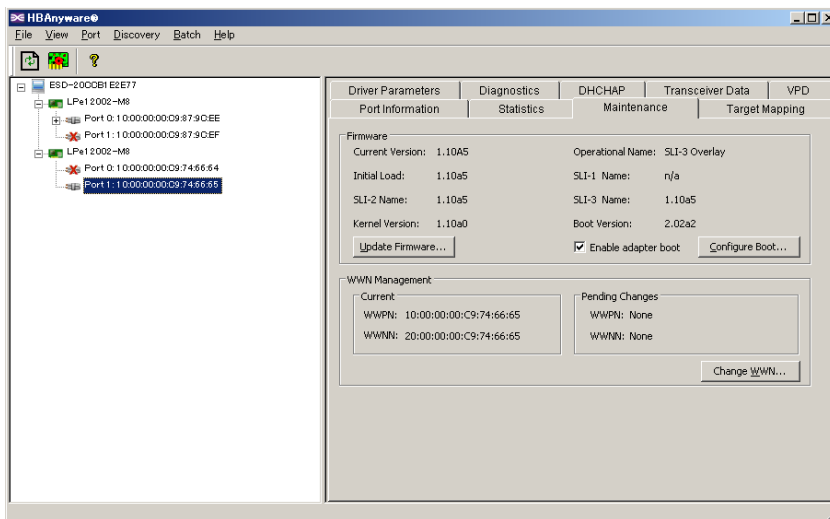 HBAnyware®
File View Port Discovery Batch Help
ESD-20CCB1E2E77
LPe12002-M8
Port 0: 10:00:00:00:C9:87:9C:EE
Port 1: 10:00:00:00:C9:87:9C:EF
LPe12002-M8
Port 0: 10:00:00:00:C9:74:66:64
Port 1: 10:00:00:00:C9:74:66:65
Driver Parameters Diagnostics DHCHAP Transceiver Data VPD
Port Information Statistics Maintenance Target Mapping
Firmware
Current Version: 1.10A5 Operational Name: SLI-3 Overlay
Initial Load: 1.10a5 SLI-1 Name: n/a
SLI-2 Name: 1.10a5 SLI-3 Name: 1.10a5
Kernel Version: 1.10a0 Boot Version: 2.02a2
Update Firmware... Enable adapter boot Configure Boot...
WWN Management
Current Pending Changes
WWPN: 10:00:00:00:C9:74:66:65 WWPN: None
WWNN: 20:00:00:00:C9:74:66:65 WWNN: None
Change WWN...